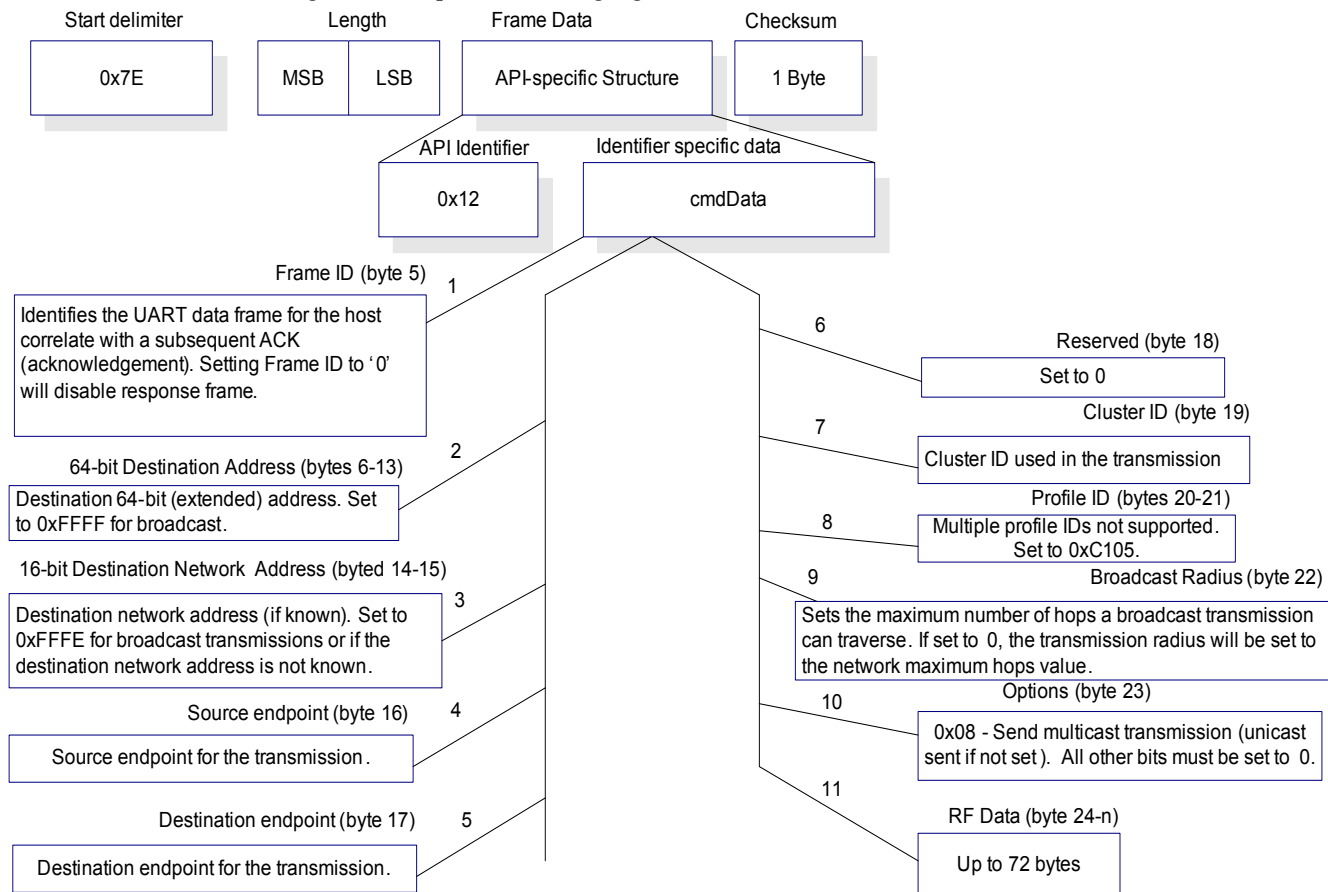 Start delimiter
Length
Frame Data
Checksum
0x7E
MSB
LSB
API-specific Structure
1 Byte
API Identifier
Identifier specific data
0x12
cmdData
Frame ID (byte 5)
1
Identifies the UART data frame for the host
correlate with a subsequent ACK
(acknowledgement). Setting Frame ID to ‘0’
will disable response frame.
2
64-bit Destination Address (bytes 6-13)
Destination 64-bit (extended) address. Set
to 0xFFFF for broadcast.
16-bit Destination Network Address (byted 14-15)
3
Destination network address (if known). Set to
0xFFFE for broadcast transmissions or if the
destination network address is not known.
Source endpoint (byte 16)
4
Source endpoint for the transmission.
Destination endpoint (byte 17)
5
Destination endpoint for the transmission.
6
Reserved (byte 18)
Set to 0
Cluster ID (byte 19)
7
Cluster ID used in the transmission
Profile ID (bytes 20-21)
8
Multiple profile IDs not supported.
Set to 0xC105.
9
Broadcast Radius (byte 22)
Sets the maximum number of hops a broadcast transmission
can traverse. If set to 0, the transmission radius will be set to
the network maximum hops value.
Options (byte 23)
10
0x08 - Send multicast transmission (unicast
sent if not set). All other bits must be set to 0.
11
RF Data (byte 24-n)
Up to 72 bytes